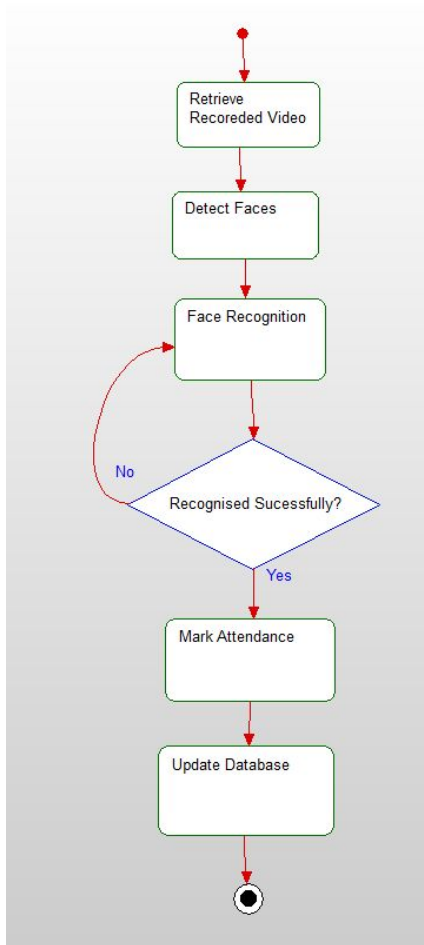 Retrieve
Recoreded Video
Detect Faces
Face Recognition
No
Recognised Sucessfully?
Yes
Mark Attendance
Update Database